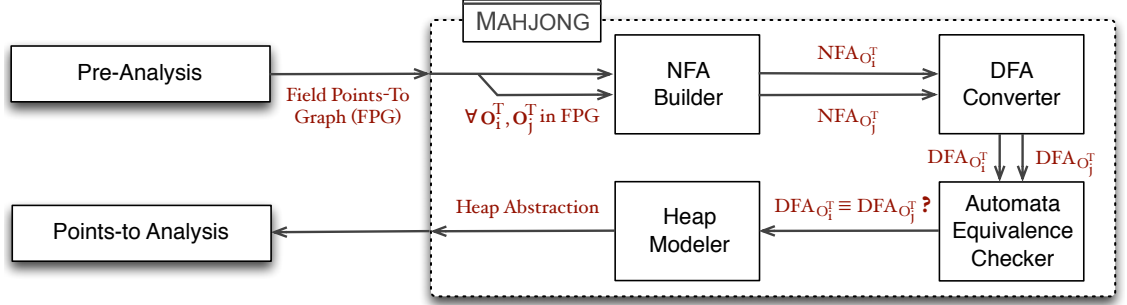 MAHJONG
Pre-Analysis
Field Points-To
Graph (FPG)
∀ O_i^T, O_j^T in FPG
NFA
Builder
NFA_{O_i^T}
NFA_{O_j^T}
DFA
Converter
DFA_{O_i^T}
DFA_{O_j^T}
Automata
Equivalence
Checker
DFA_{O_i^T} ≡ DFA_{O_j^T} ?
Heap
Modeler
Heap Abstraction
Points-to Analysis